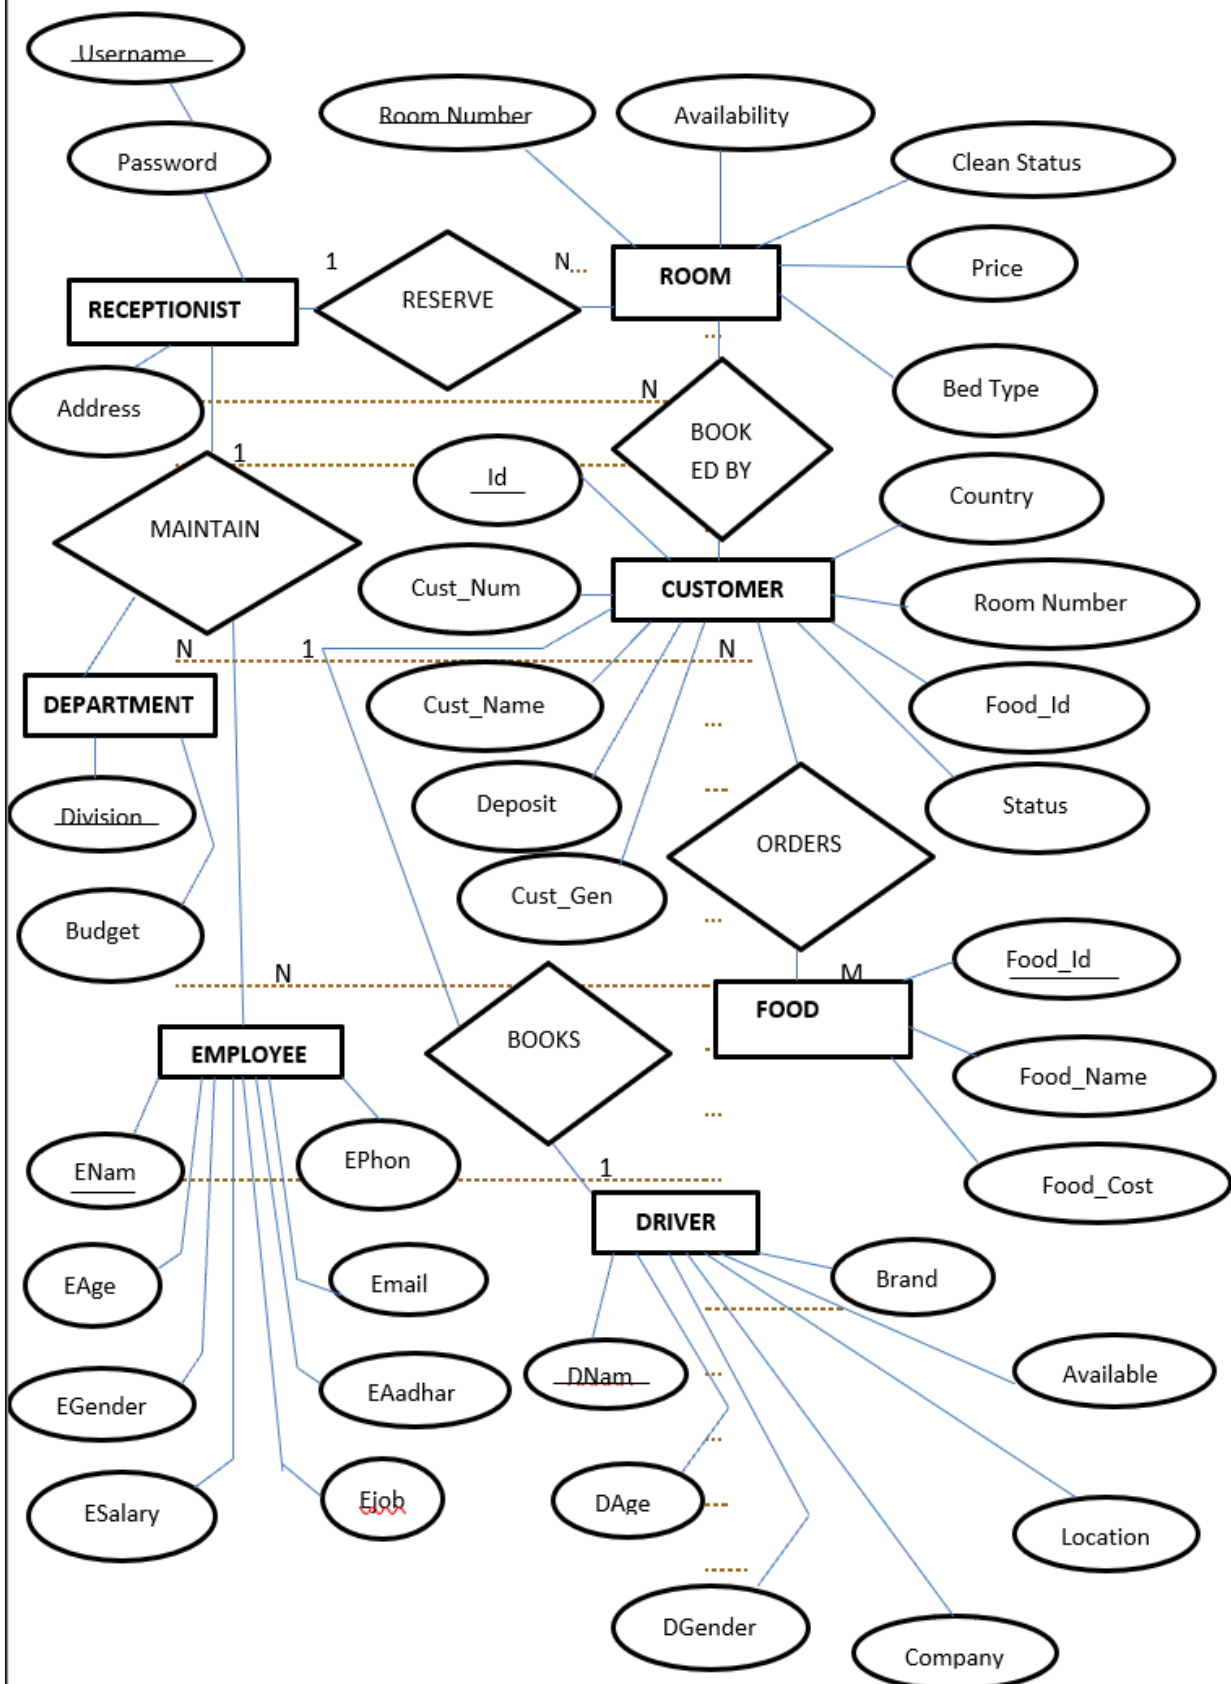 Username
Room Number
Availability
Clean Status
Password
Price
1
N
ROOM
RESERVE
RECEPTIONIST
Bed Type
N
Address
BOOK
ED BY
1
Id
Country
MAINTAIN
Cust_Num
CUSTOMER
Room Number
N
1
N
DEPARTMENT
Cust_Name
Food_Id
Division
Deposit
Status
ORDERS
Cust_Gen
Budget
N
M
Food_Id
FOOD
BOOKS
EMPLOYEE
Food_Name
ENam
EPhon
1
Food_Cost
DRIVER
EAge
Email
Brand
DNam
Available
EGender
EAadhar
ESalary
Ejob
DAge
Location
DGender
Company